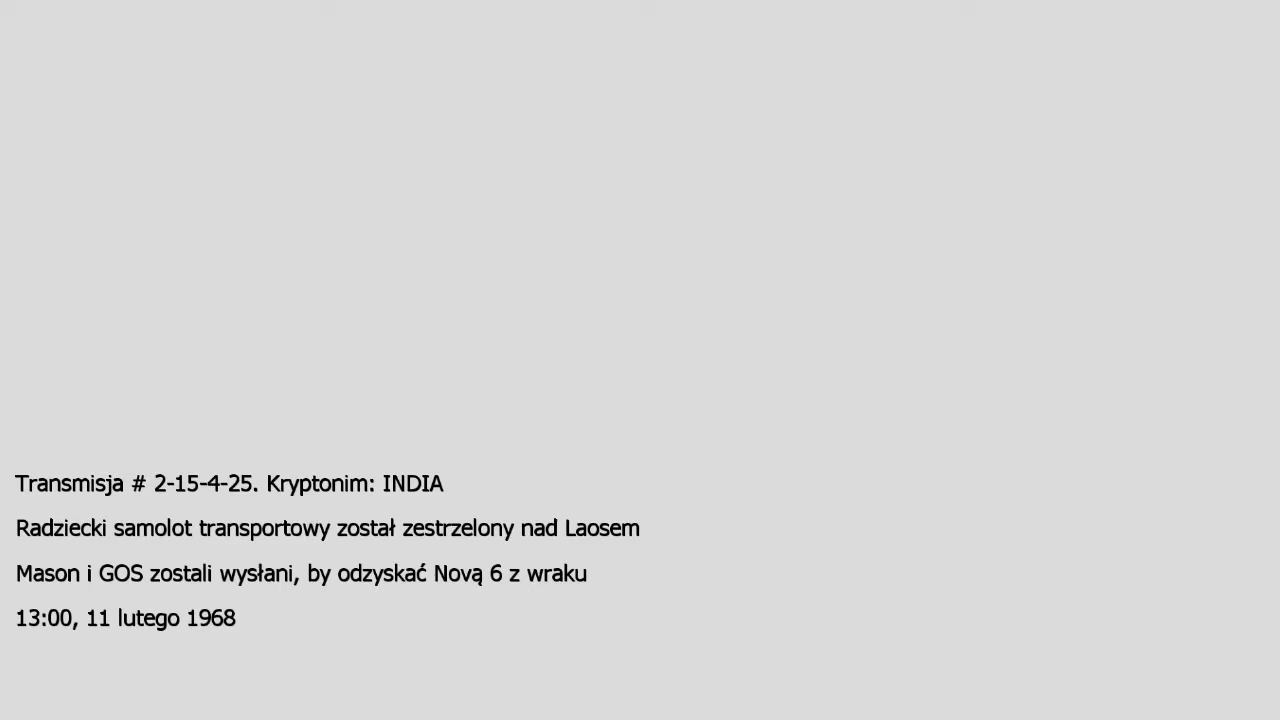 Transmisja # 2-15-4-25. Kryptonim: INDIA
Radziecki samolot transportowy został zestrzelony nad Laosem
Mason i GOS zostali wysłani, by odzyskać Novą 6 z wraku
13:00, 11 lutego 1968